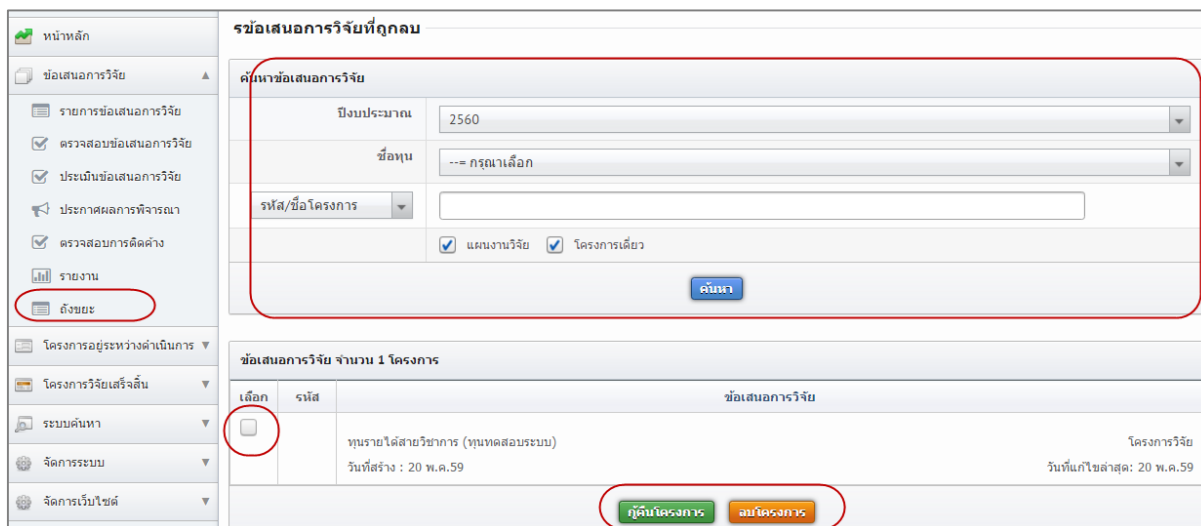 หน้าหลัก
ข้อเสนอการวิจัย
รายการข้อเสนอการวิจัย
ตรวจสอบข้อเสนอการวิจัย
ประเมินข้อเสนอการวิจัย
ประกาศผลการพิจารณา
ตรวจสอบการติดค้าง
รายงาน
ถังขยะ
โครงการอยู่ระหว่างดำเนินการ
โครงการวิจัยเสร็จสิ้น
ระบบค้นหา
จัดการระบบ
จัดการเว็บไซต์
รข้อเสนอการวิจัยที่ถูกลบ
ค้นหาข้อเสนอการวิจัย
ปีงบประมาณ 2560
ชื่อทุน --= กรุณาเลือก
รหัส/ชื่อโครงการ
แผนงานวิจัย โครงการเดี่ยว
ค้นหา
ข้อเสนอการวิจัย จำนวน 1 โครงการ
เลือก รหัส ข้อเสนอการวิจัย
ทุนรายได้สายวิชาการ (ทุนทดสอบระบบ) โครงการวิจัย
วันที่สร้าง : 20 พ.ค.59 วันที่แก้ไขล่าสุด: 20 พ.ค.59
กู้คืนโครงการ ลบโครงการ